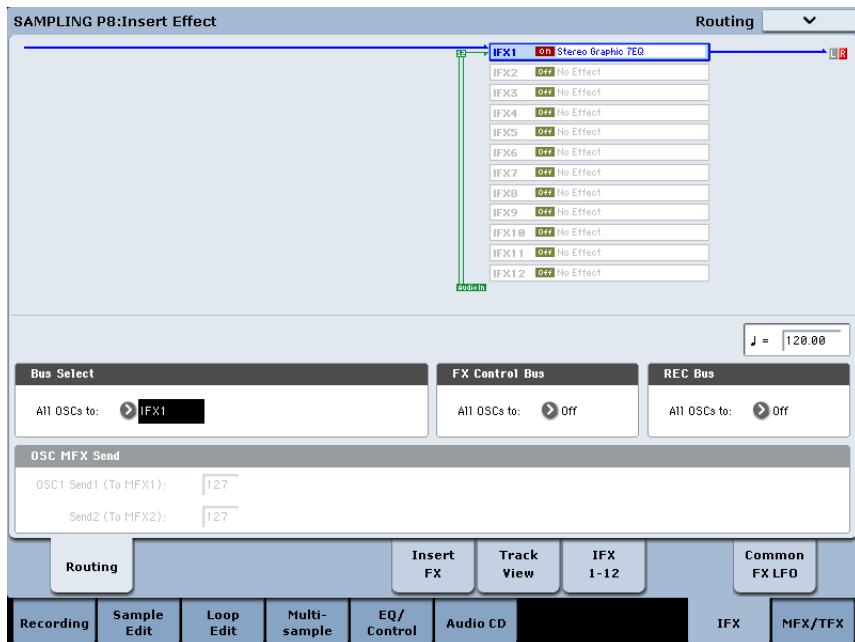 SAMPLING P8:Insert Effect Routing
IFX1 On Stereo Graphic 7EQ L R
IFX2 Off No Effect
IFX3 Off No Effect
IFX4 Off No Effect
IFX5 Off No Effect
IFX6 Off No Effect
IFX7 Off No Effect
IFX8 Off No Effect
IFX9 Off No Effect
IFX10 Off No Effect
IFX11 Off No Effect
IFX12 Off No Effect
AudioIn
♩ = 120.00
Bus Select FX Control Bus REC Bus
All OSCs to: IFX1 All OSCs to: Off All OSCs to: Off
OSC MFX Send
OSC1 Send1 (To MFX1): 127
Send2 (To MFX2): 127
Routing Insert FX Track View IFX 1-12 Common FX LFO
Recording Sample Edit Loop Edit Multi-sample EQ/Control Audio CD IFX MFX/TFX